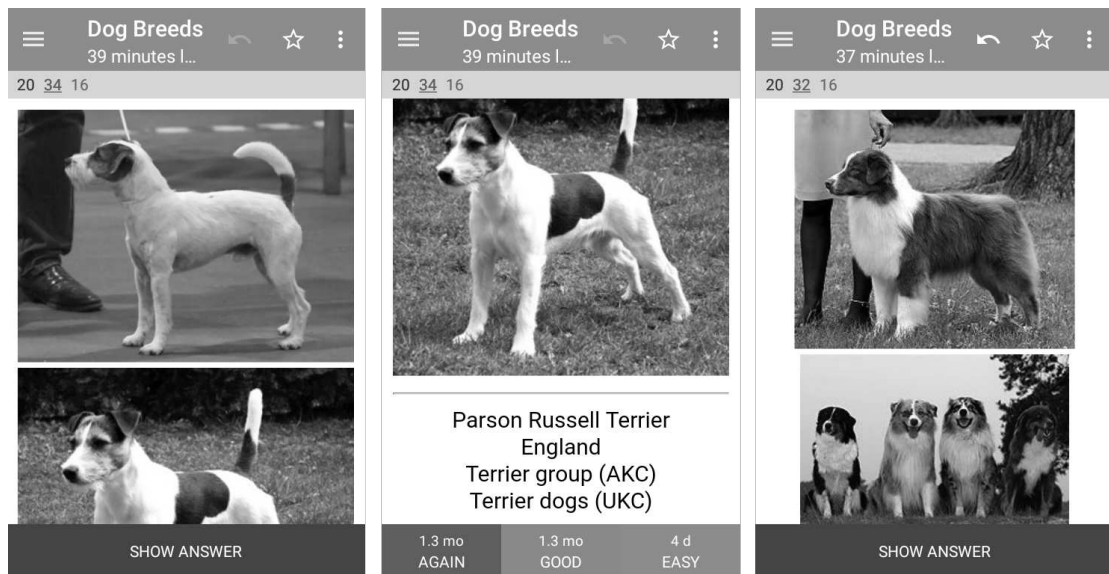 Dog Breeds
39 minutes l...
20 34 16
SHOW ANSWER
Dog Breeds
39 minutes l...
20 34 16
Parson Russell Terrier
England
Terrier group (AKC)
Terrier dogs (UKC)
1.3 mo 1.3 mo 4 d
AGAIN GOOD EASY
Dog Breeds
37 minutes l...
20 32 16
SHOW ANSWER